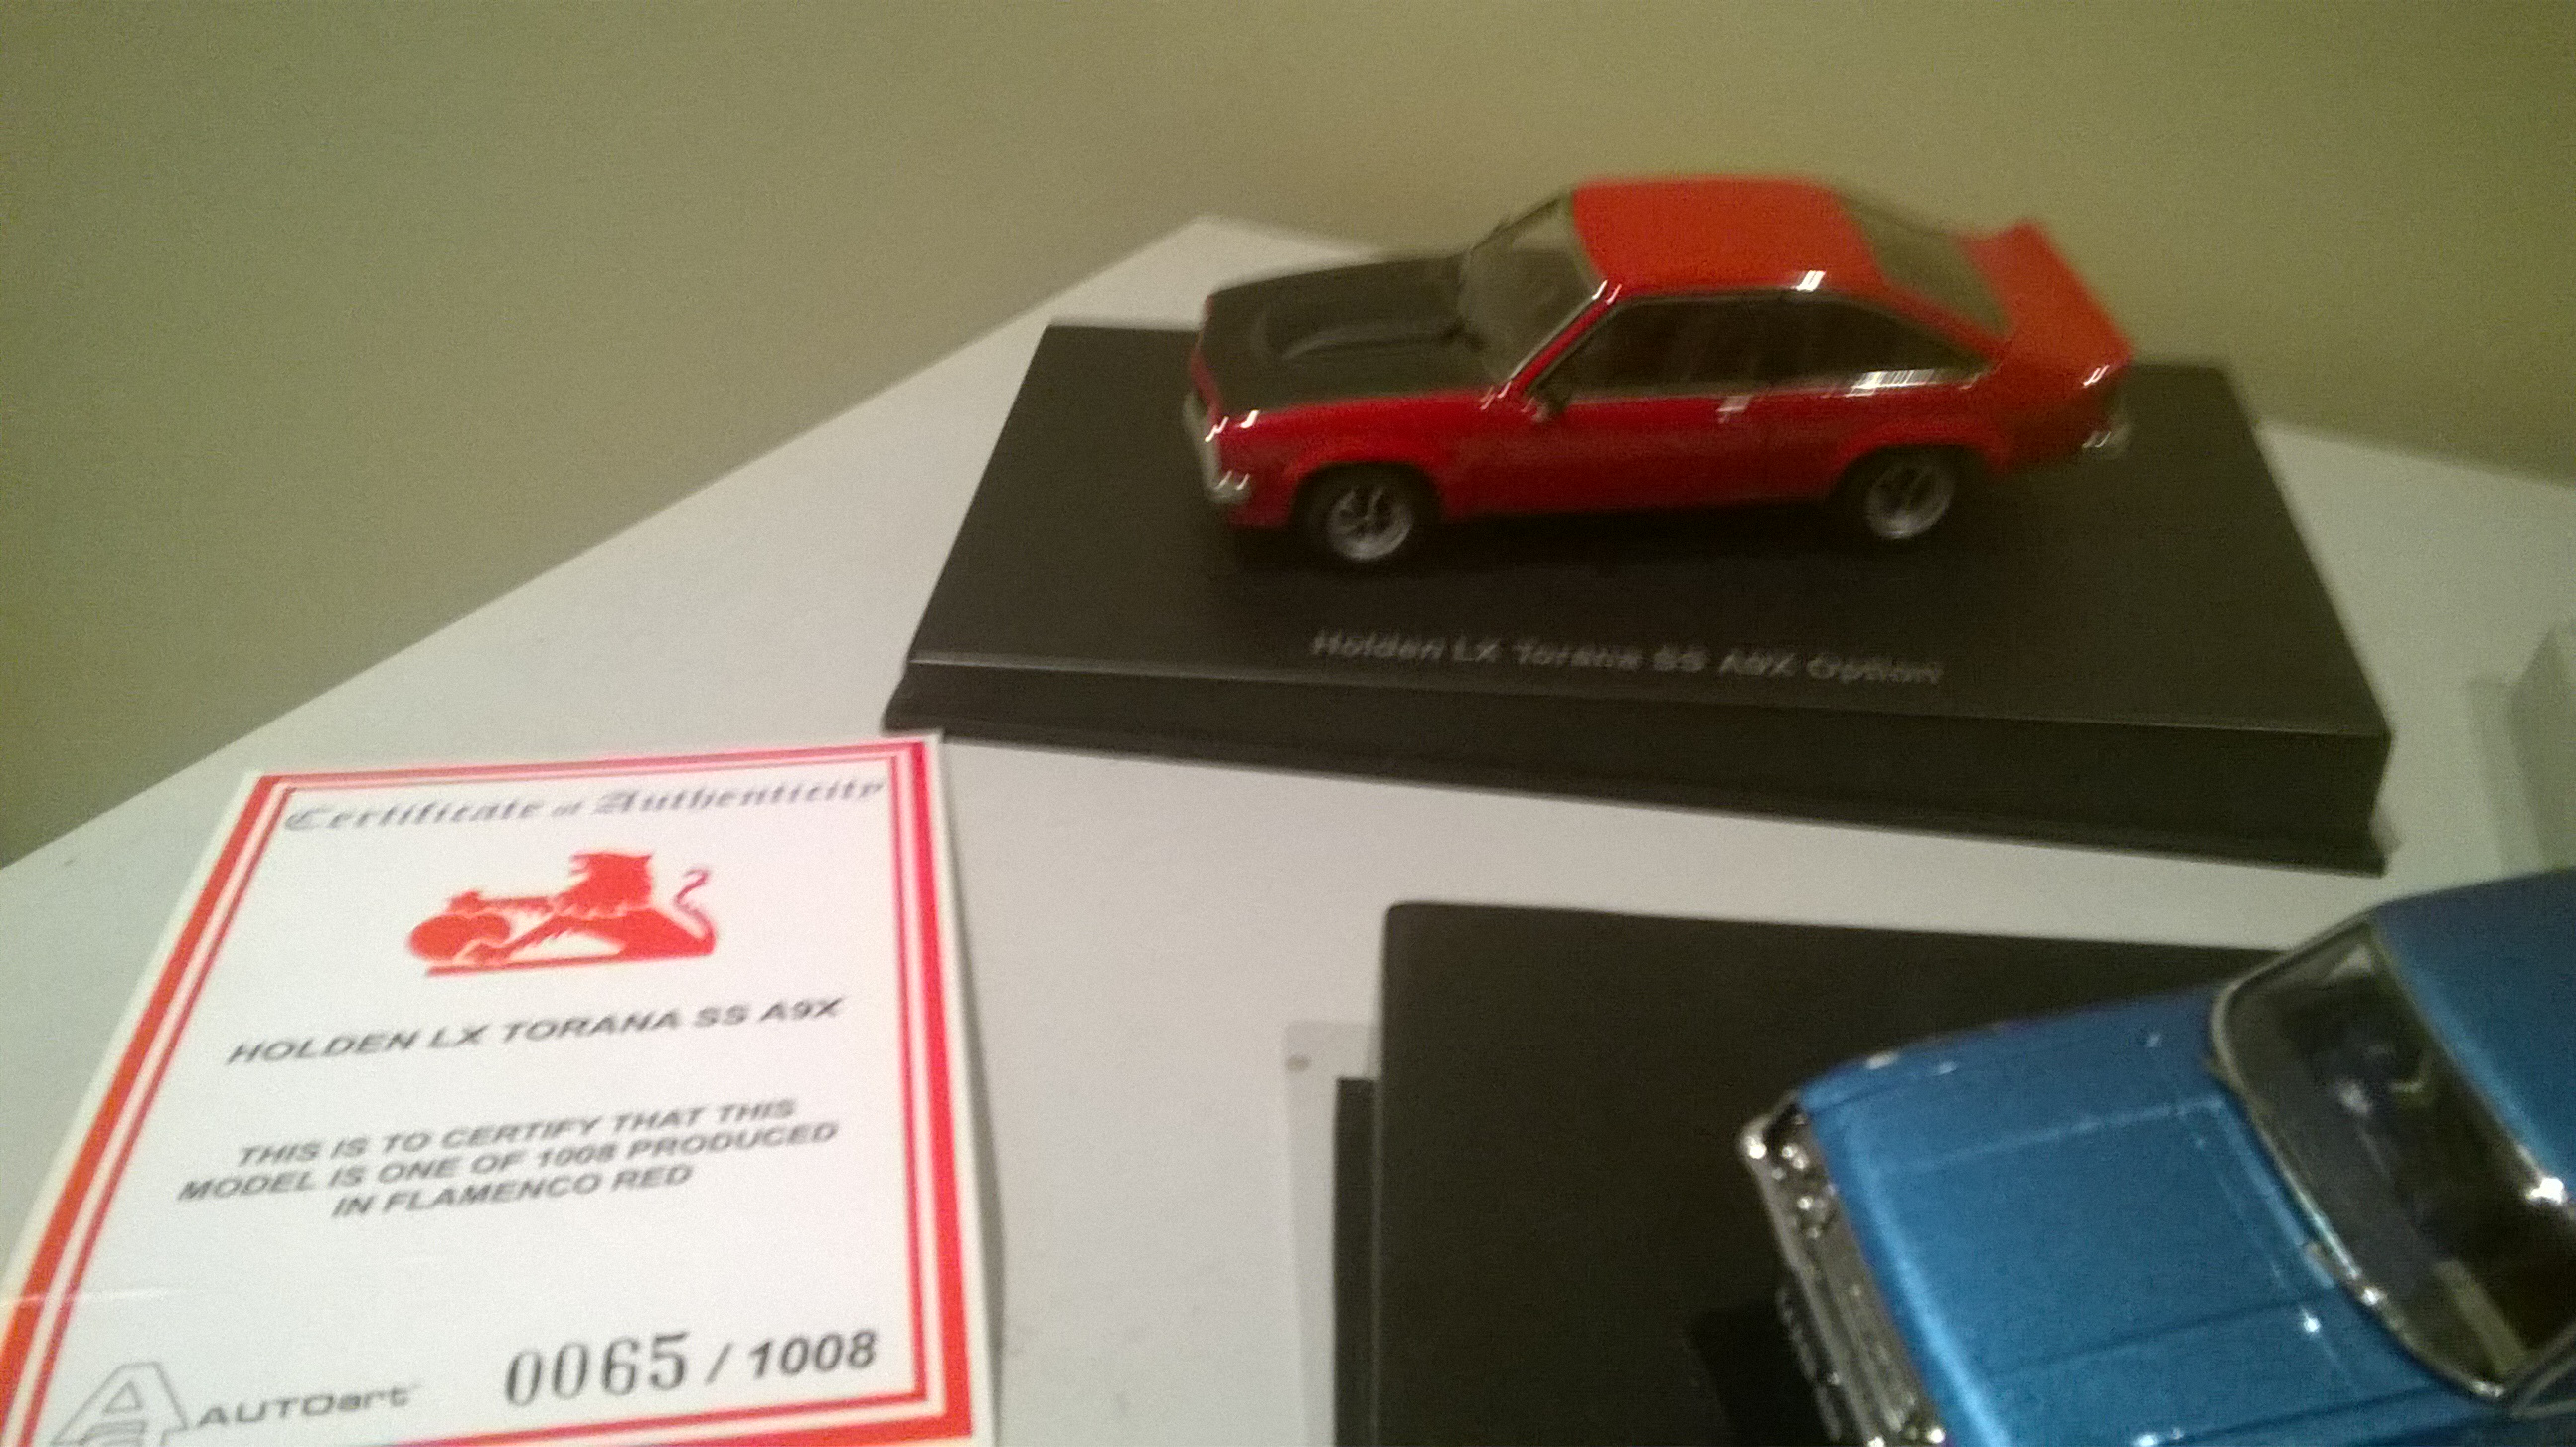 Holden LX Torana SS A9X Option
Certificate of Authenticity
HOLDEN LX TORANA SS A9X
THIS IS TO CERTIFY THAT THIS
MODEL IS ONE OF 1008 PRODUCED
IN FLAMENCO RED
0065 / 1008
AUTOart